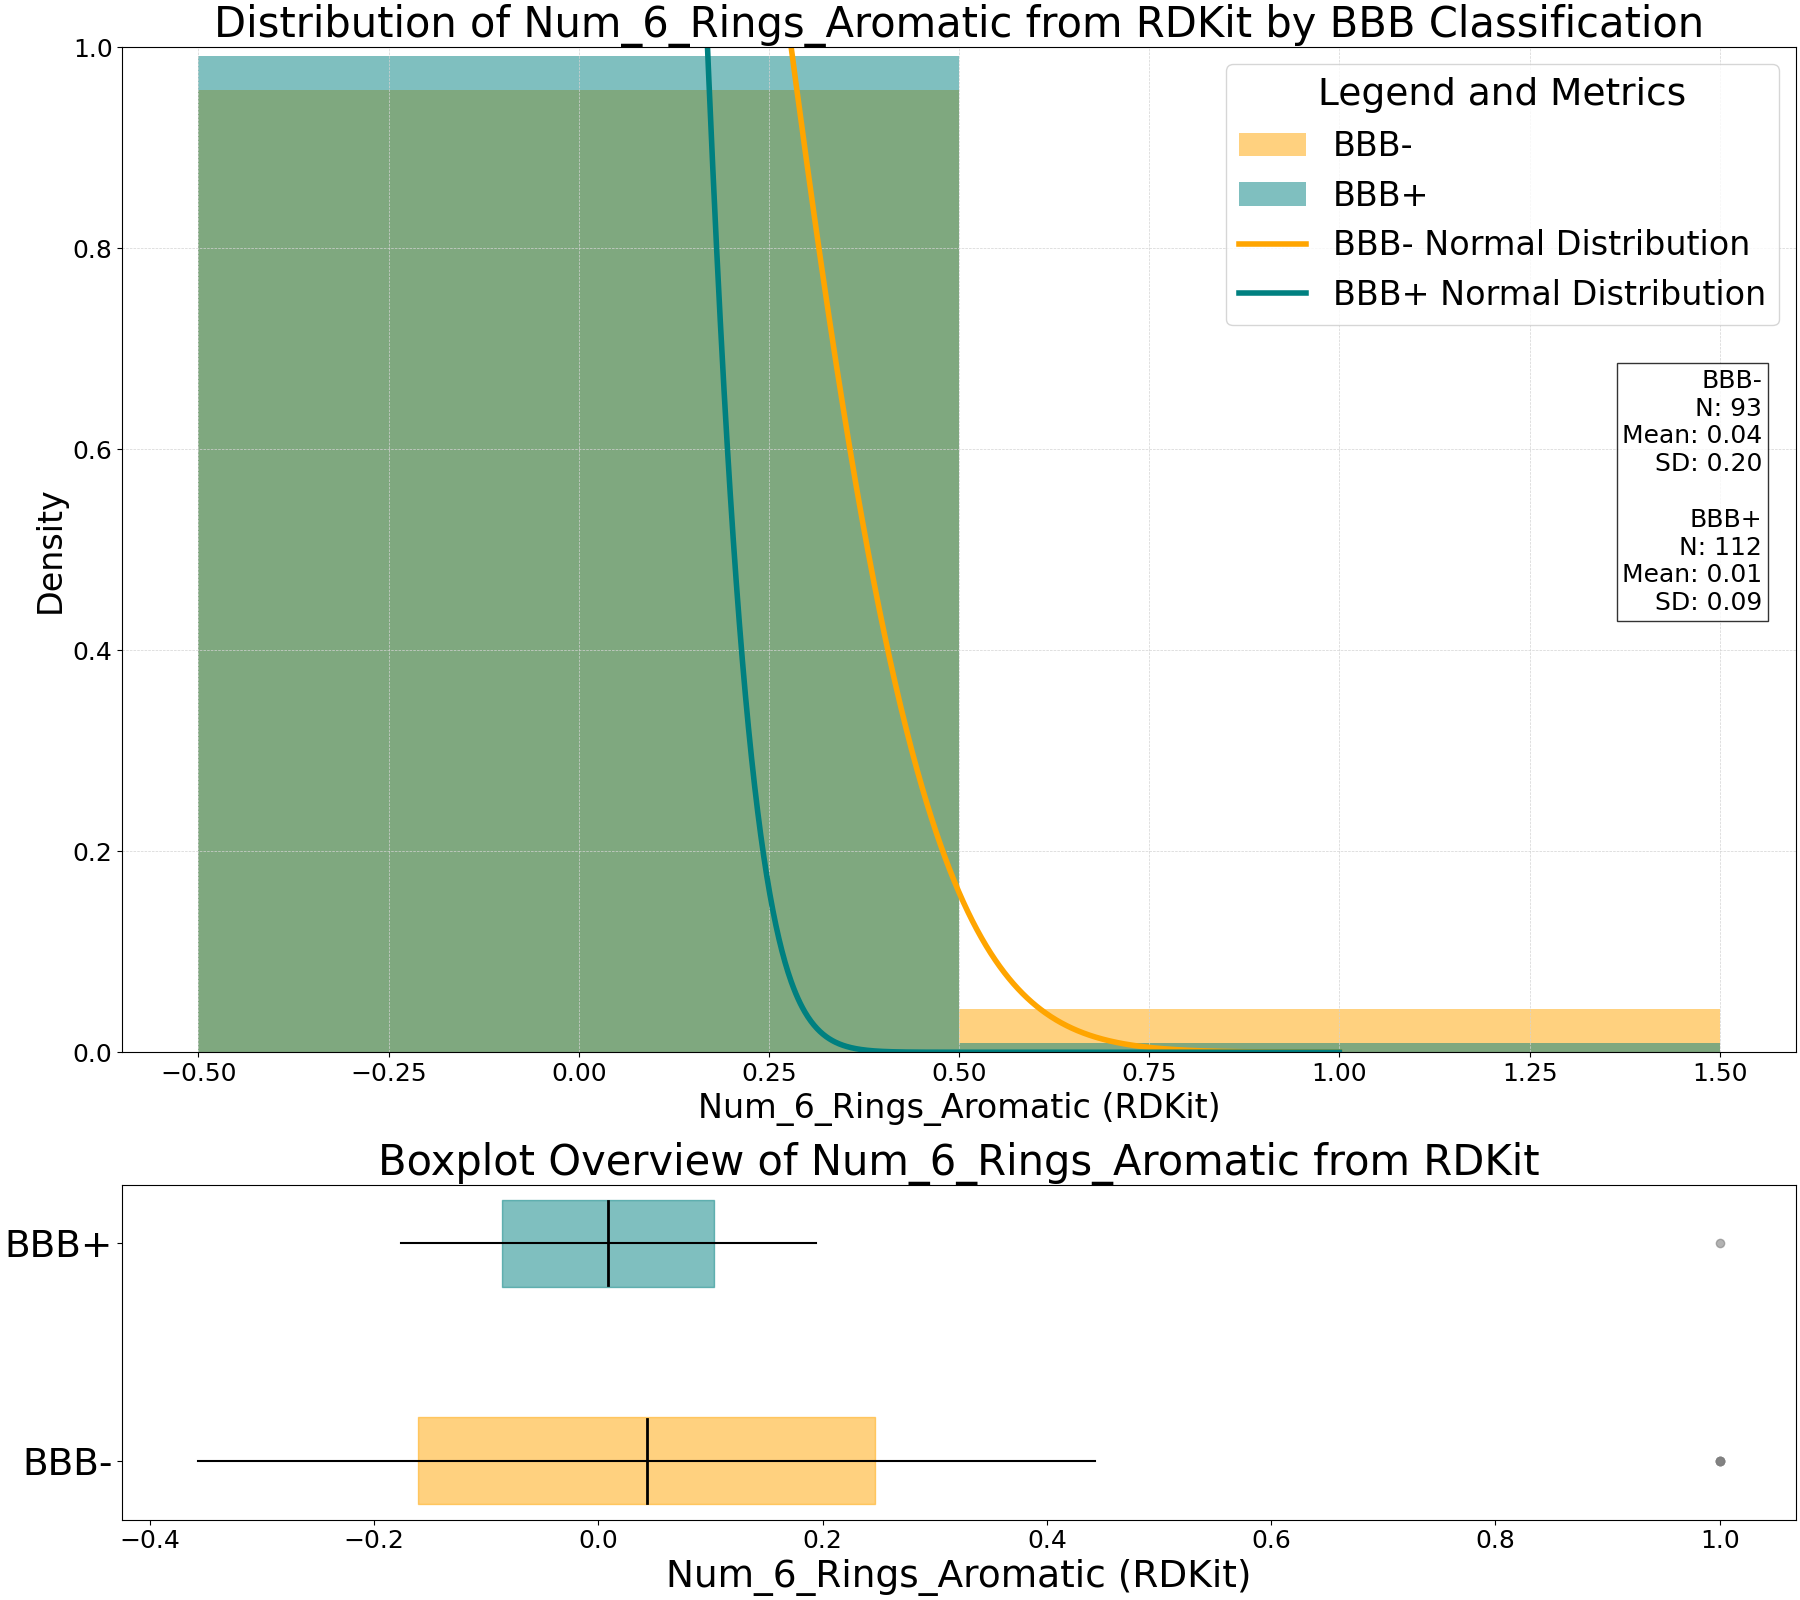 Distribution of Num_6_Rings_Aromatic from RDKit by BBB Classification
1.0
0.8
0.6
0.4
0.2
0.0
Density
Legend and Metrics
BBB-
BBB+
BBB- Normal Distribution
BBB+ Normal Distribution
BBB-
N: 93
Mean: 0.04
SD: 0.20
BBB+
N: 112
Mean: 0.01
SD: 0.09
−0.50 −0.25 0.00 0.25 0.50 0.75 1.00 1.25 1.50
Num_6_Rings_Aromatic (RDKit)
Boxplot Overview of Num_6_Rings_Aromatic from RDKit
BBB+
BBB-
−0.4 −0.2 0.0 0.2 0.4 0.6 0.8 1.0
Num_6_Rings_Aromatic (RDKit)